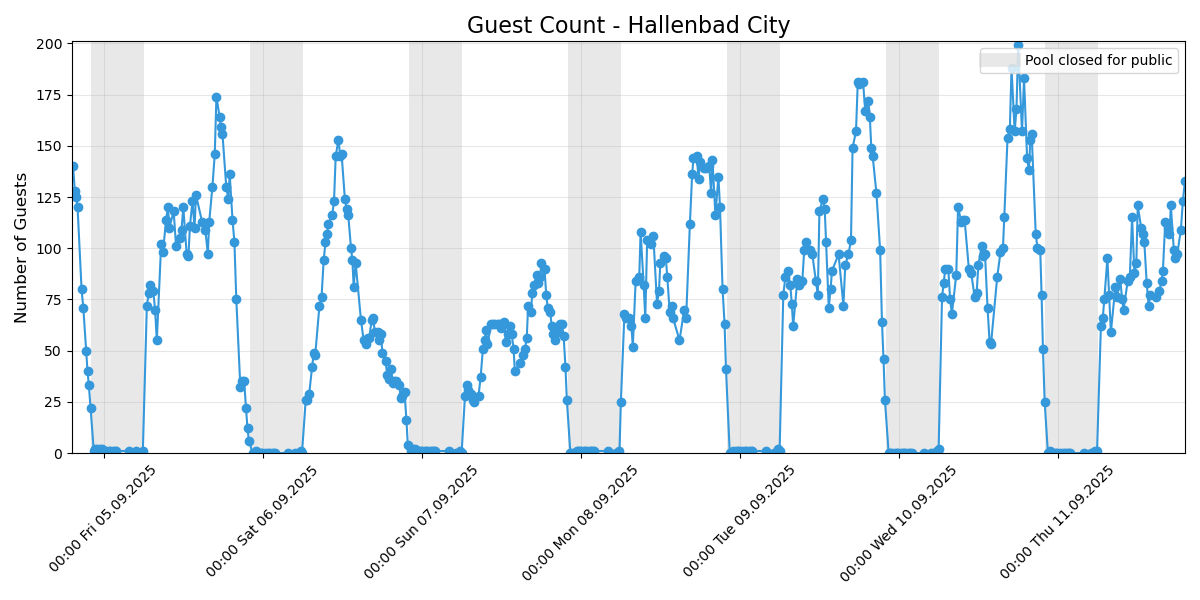 Guest Count - Hallenbad City
Number of Guests
200
175
150
125
100
75
50
25
0
Pool closed for public
00:00 Fri 05.09.2025
00:00 Sat 06.09.2025
00:00 Sun 07.09.2025
00:00 Mon 08.09.2025
00:00 Tue 09.09.2025
00:00 Wed 10.09.2025
00:00 Thu 11.09.2025